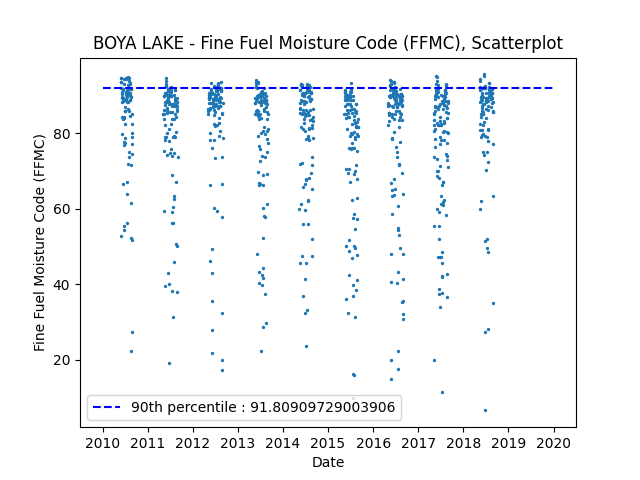 BOYA LAKE - Fine Fuel Moisture Code (FFMC), Scatterplot
Fine Fuel Moisture Code (FFMC)
80
60
40
20
90th percentile : 91.80909729003906
2010 2011 2012 2013 2014 2015 2016 2017 2018 2019 2020
Date